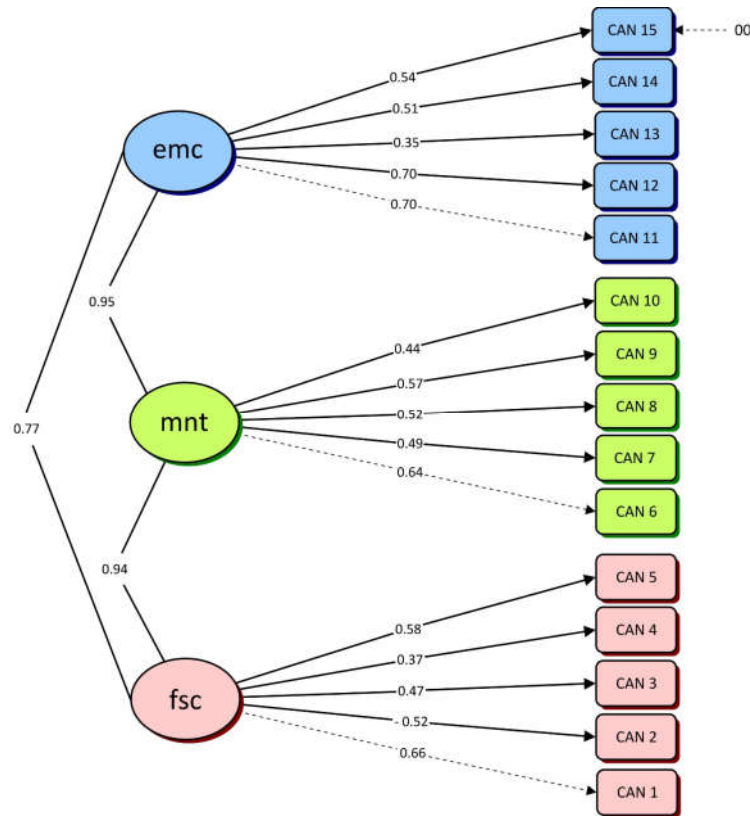 CAN 15
00
0.54
CAN 14
0.51
emc
0.35
CAN 13
0.70
CAN 12
0.70
CAN 11
0.95
CAN 10
0.44
CAN 9
0.57
mnt
0.52
CAN 8
0.77
0.49
CAN 7
0.64
CAN 6
0.94
CAN 5
0.58
CAN 4
0.37
CAN 3
0.47
fsc
0.52
CAN 2
0.66
CAN 1